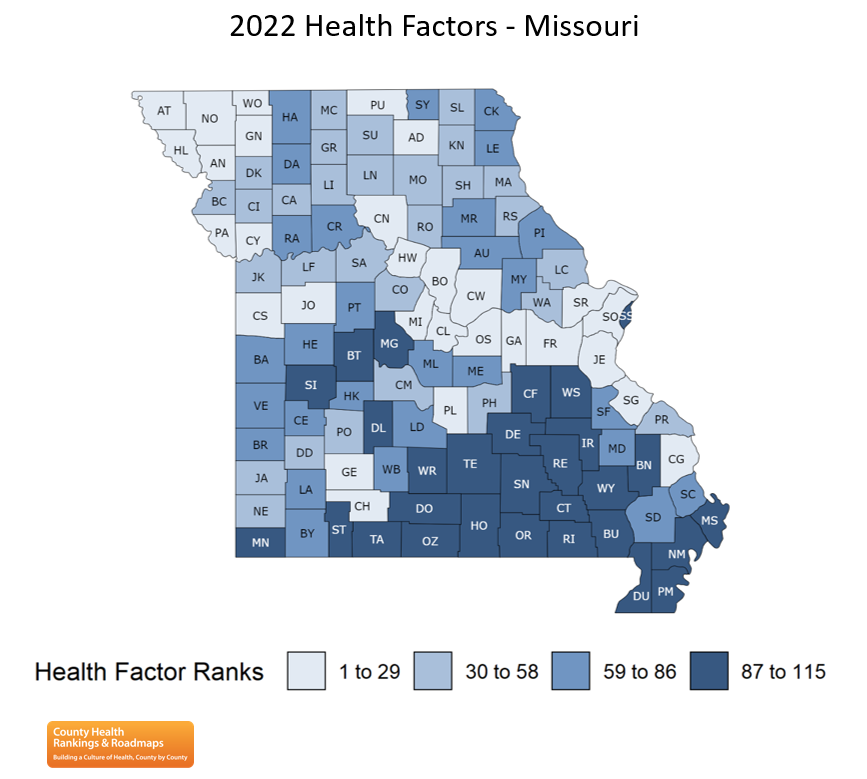 2022 Health Factors - Missouri
AT NO WO HA MC PU SY SL CK
GN SU AD KN LE
HL AN DK DA GR
LI LN MO SH MA
BC CI CA
PA CY RA CR CN RO MR RS PI
JK LF SA HW BO AU MY LC
CS JO PT CO CW WA SR SO SS
MI CL OS GA FR JE
BA HE BT MG ML ME
SI HK CM PL PH CF WS SF SG PR
VE CE PO DL LD DE IR MD BN CG
BR DD GE WB WR TE RE
JA LA CH SN WY SC
NE DO CT SD MS
MN BY ST TA OZ HO OR RI BU NM
DU PM
Health Factor Ranks 1 to 29 30 to 58 59 to 86 87 to 115
County Health
Rankings & Roadmaps
Building a Culture of Health, County by County